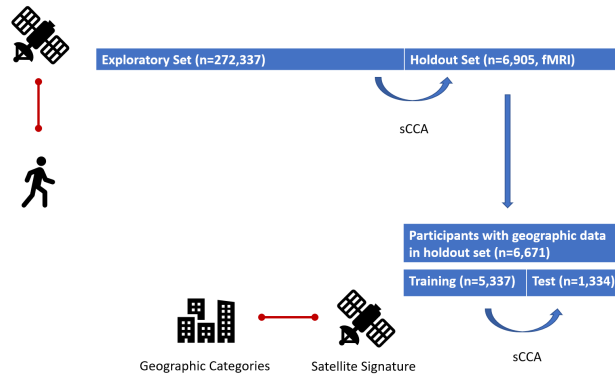 Exploratory Set (n=272,337)
Holdout Set (n=6,905, fMRI)
sCCA
Participants with geographic data
in holdout set (n=6,671)
Training (n=5,337)
Test (n=1,334)
sCCA
Geographic Categories
Satellite Signature